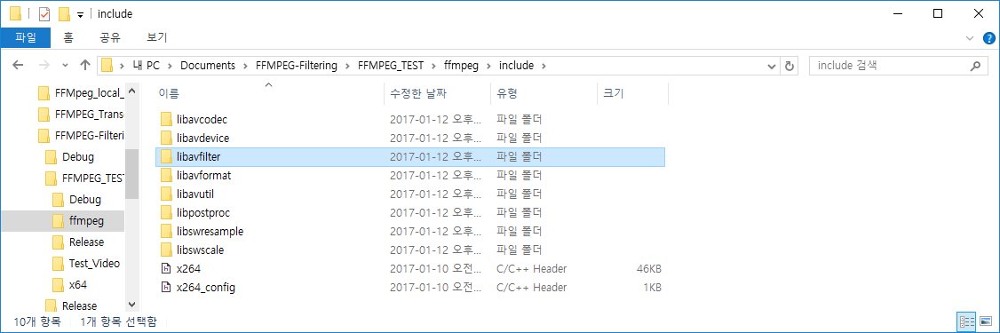 include
파일 홈 공유 보기
내 PC > Documents > FFMPEG-Filtering > FFMPEG_TEST > ffmpeg > include >
include 검색
FFMpeg_local_
FFMPEG_Trans
FFMPEG-Filteri
Debug
FFMPEG_TEST
Debug
ffmpeg
Release
Test_Video
x64
Release
이름 수정한 날짜 유형 크기
libavcodec 2017-01-12 오후... 파일 폴더
libavdevice 2017-01-12 오후... 파일 폴더
libavfilter 2017-01-12 오후... 파일 폴더
libavformat 2017-01-12 오후... 파일 폴더
libavutil 2017-01-12 오후... 파일 폴더
libpostproc 2017-01-12 오후... 파일 폴더
libswresample 2017-01-12 오후... 파일 폴더
libswscale 2017-01-12 오후... 파일 폴더
x264 2017-01-10 오전... C/C++ Header 46KB
x264_config 2017-01-10 오전... C/C++ Header 1KB
10개 항목 1개 항목 선택함